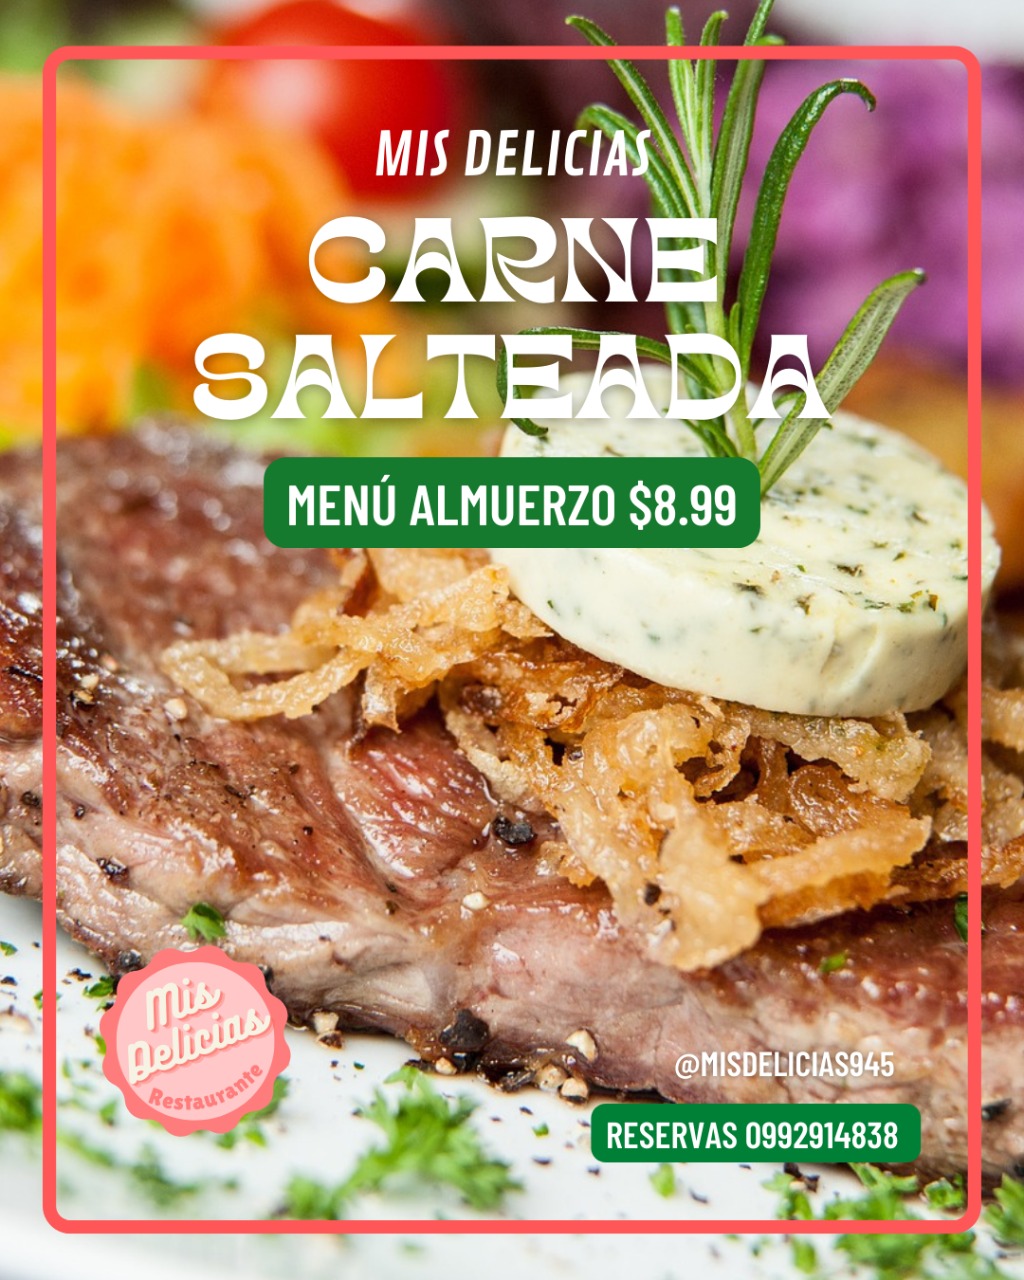 MIS DELICIAS
CARNE
SALTEADA
MENÚ ALMUERZO $8.99
Mis
Delicias
Restaurante
@MISDELICIAS945
RESERVAS 0992914838